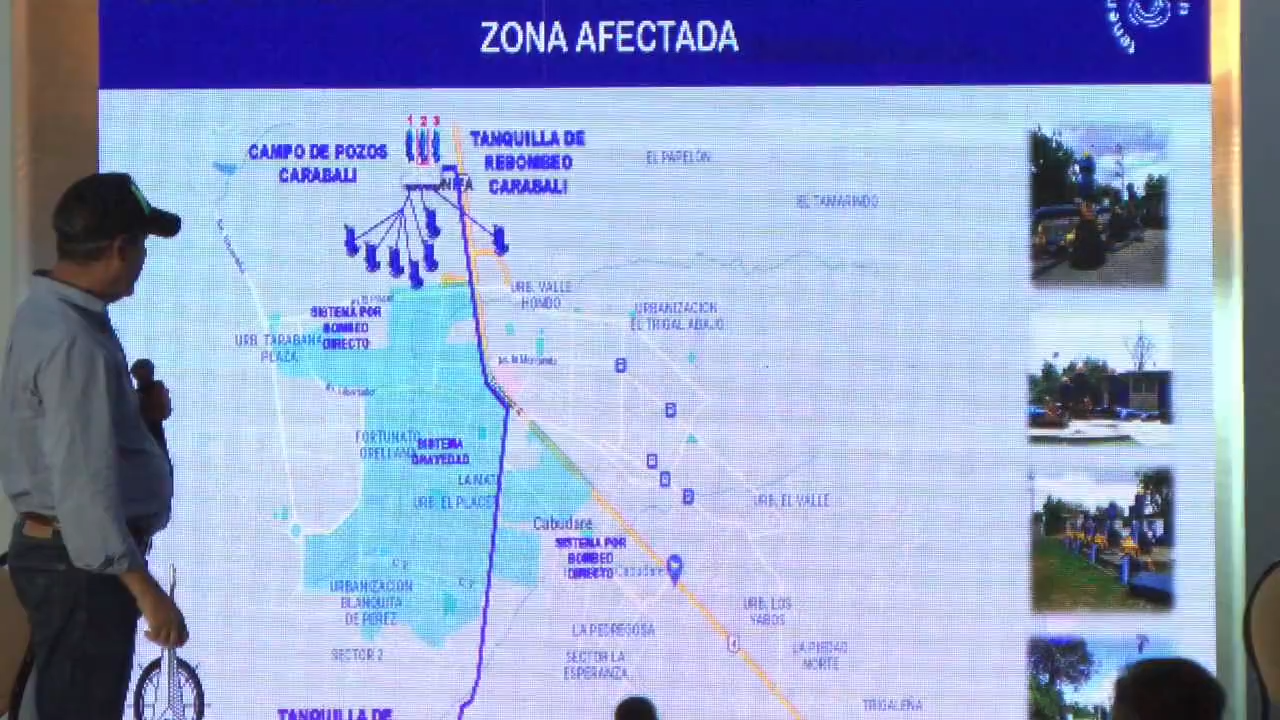 ZONA AFECTADA
1 2 3
CAMPO DE POZOS
CARABALI
TANQUILLA DE
REBOMBEO
CARABALI
EL PAPELÓN
EL TAMARINDO
URB. VALLE
HONDO
URBANIZACION
EL TRIGAL ABAJO
SISTEMA POR
BOMBEO
DIRECTO
URB. TARABANA
PLAZA
FORTUNATO
ORELLANA
SISTEMA
GRAVEDAD
LA MAT
URB. EL PLACE
URB. EL VALLE
Cabudare
SISTEMA POR
BOMBEO
DIRECTO
Cabudare
URBANIZACION
BLANQUITA
DE PEREZ
URB. LOS
YABOS
LA PIEDAD
NORTE
LA PEDREGOSA
SECTOR 2
SECTOR LA
ESPERANZA
TRIGALEÑA
TANQUILLA DE